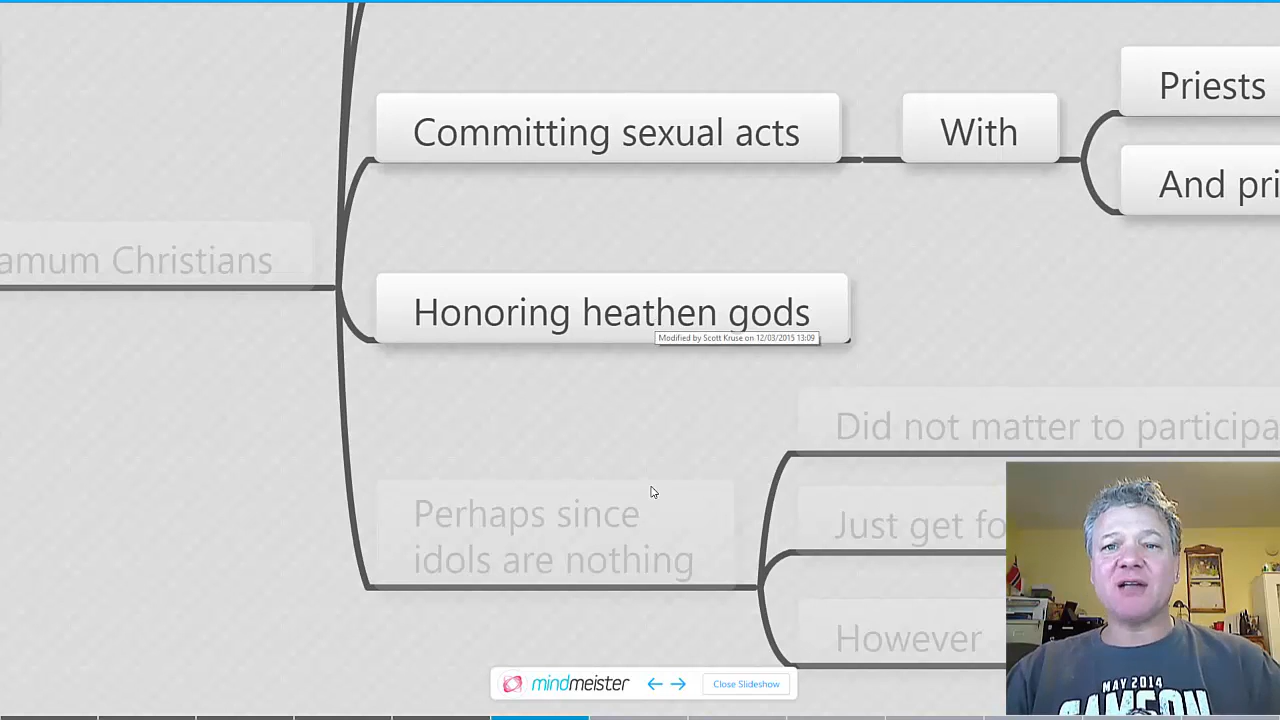 Committing sexual acts
With
Priests
And pri
amum Christians
Honoring heathen gods
Modified by Scott Kruse on 12/03/2015 13:09
Did not matter to participa
Perhaps since
idols are nothing
Just get fo
However
mindmeister
Close Slideshow
MAY 2014
SAMSON